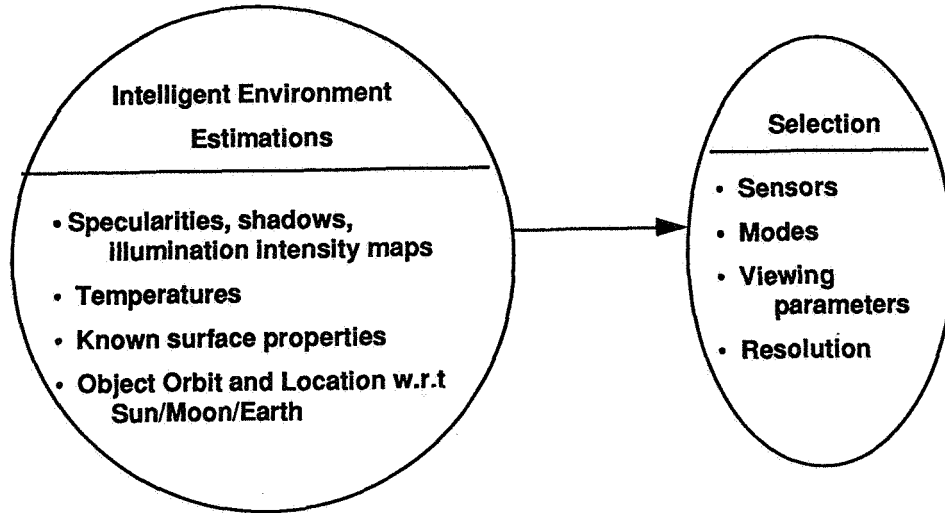 Intelligent Environment
Estimations
• Specularities, shadows,
illumination intensity maps
• Temperatures
• Known surface properties
• Object Orbit and Location w.r.t
Sun/Moon/Earth
Selection
• Sensors
• Modes
• Viewing
parameters
• Resolution